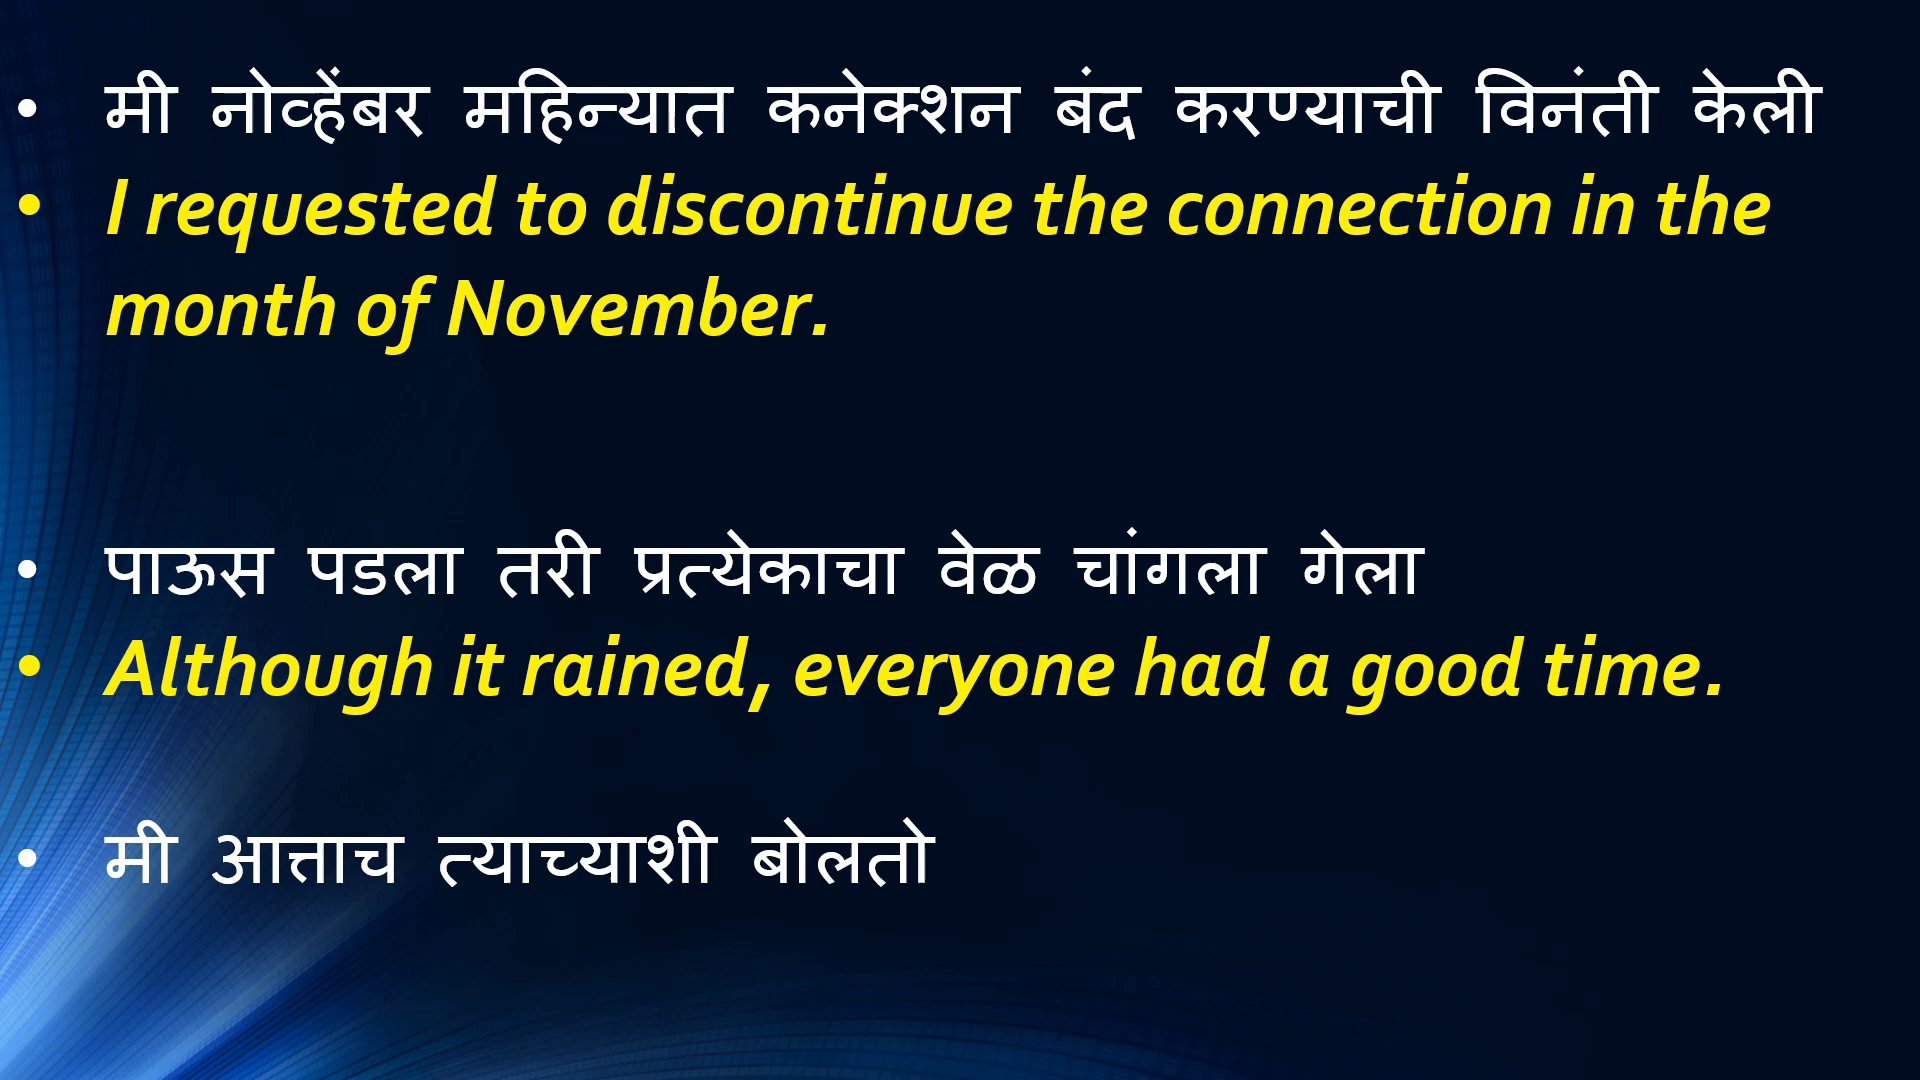 • मी नोव्हेंबर महिन्यात कनेक्शन बंद करण्याची विनंती केली
• I requested to discontinue the connection in the
month of November.
• पाऊस पडला तरी प्रत्येकाचा वेळ चांगला गेला
• Although it rained, everyone had a good time.
• मी आत्ताच त्याच्याशी बोलतो